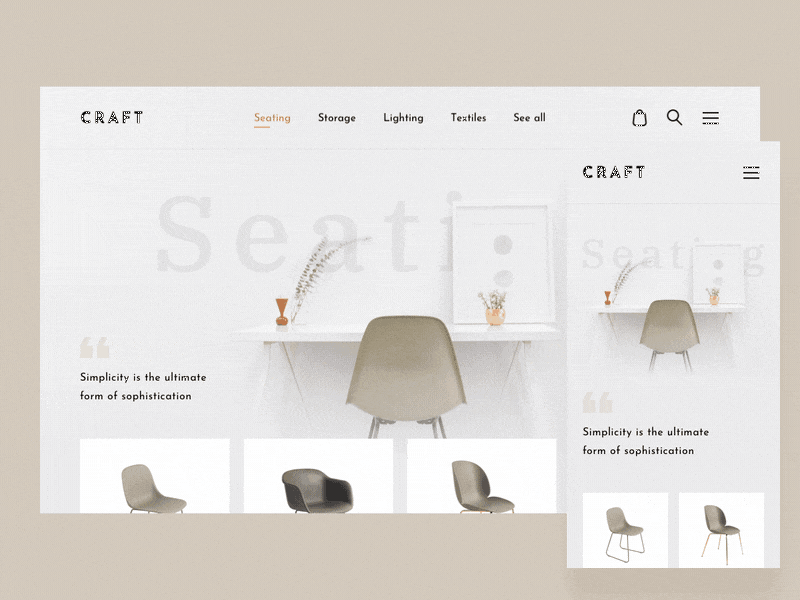 CRAFT
Seating Storage Lighting Textiles See all
Seati
“
Simplicity is the ultimate
form of sophistication
CRAFT
Seating
“
Simplicity is the ultimate
form of sophistication